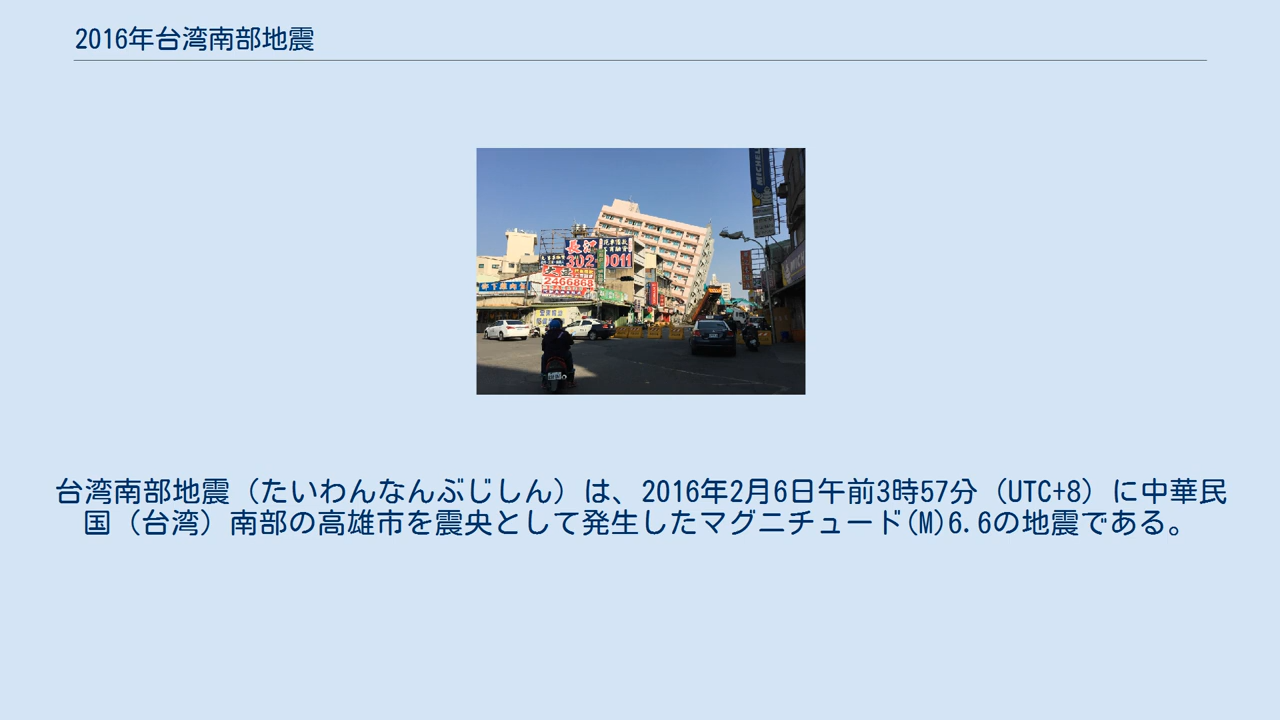 2016年台湾南部地震
MICHEL
長江
302 0011
2466868
台湾南部地震（たいわんなんぶじしん）は、2016年2月6日午前3時57分（UTC+8）に中華民
国（台湾）南部の高雄市を震央として発生したマグニチュード(M)6.6の地震である。